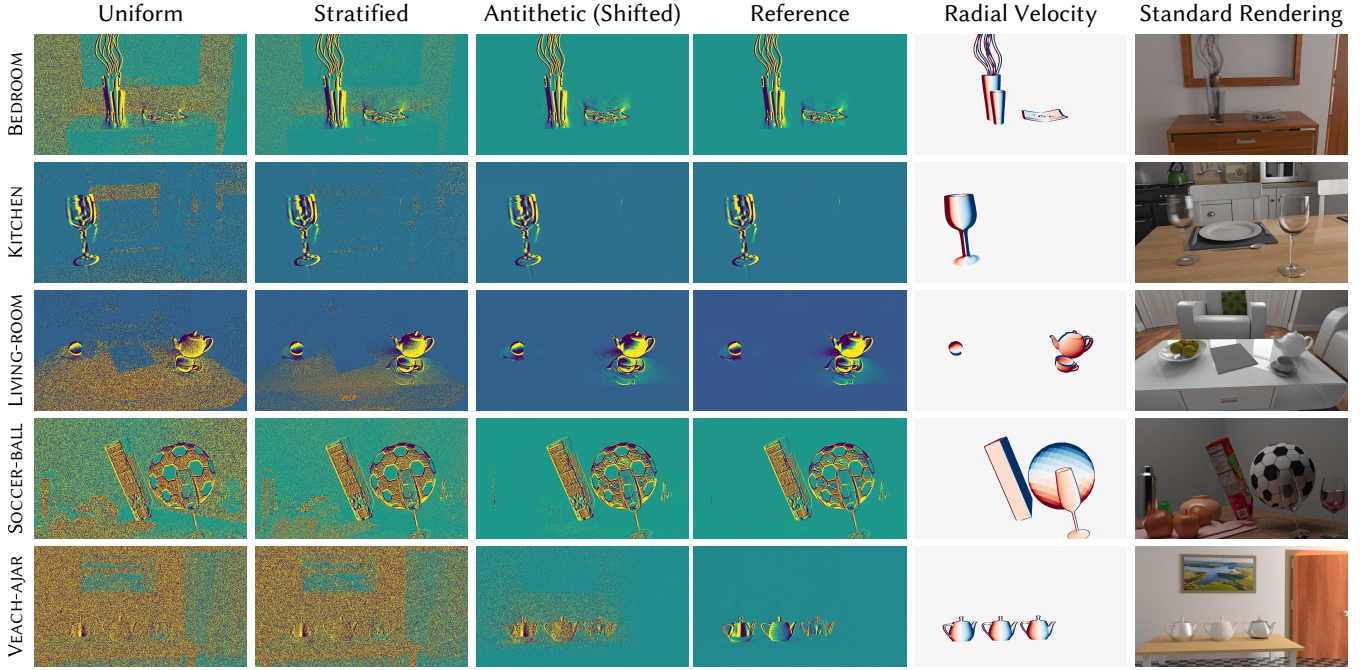 Uniform Stratified Antithetic (Shifted) Reference Radial Velocity Standard Rendering
BEDROOM
KITCHEN
LIVING-ROOM
SOCCER-BALL
VEACH-AJAR